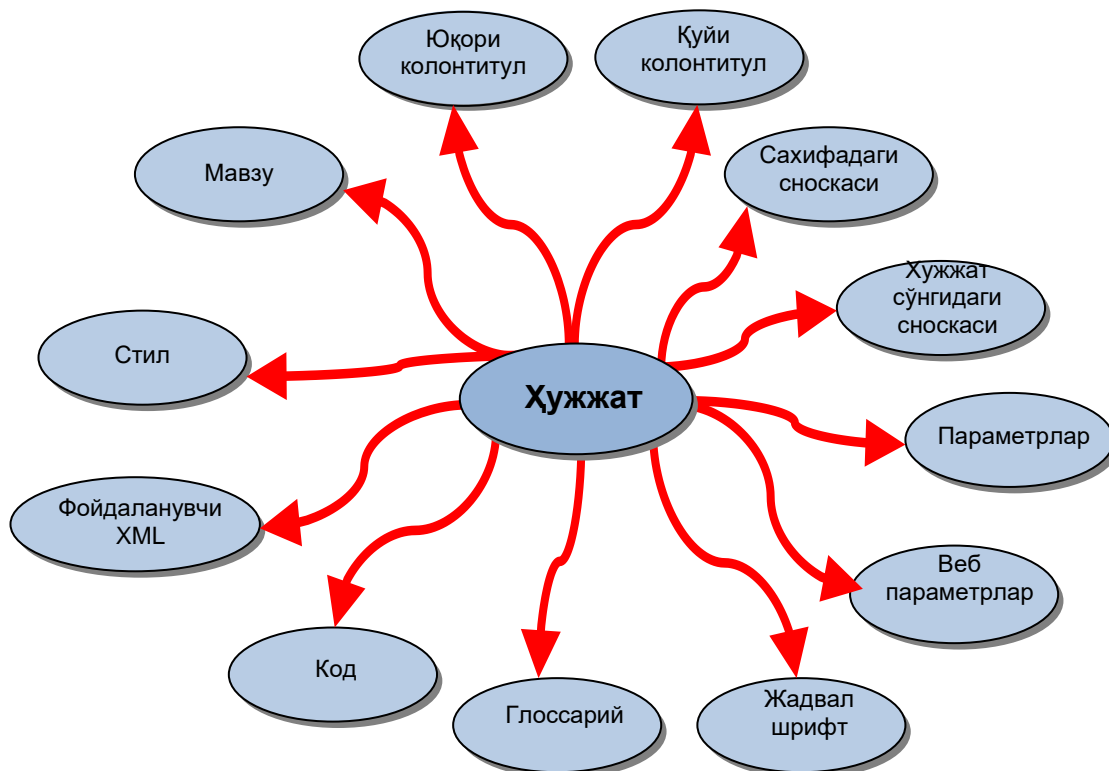 Юқори
колонтитул
Қуйи
колонтитул
Мавзу
Сахифадаги
сноскаси
Хужжат
сўнгидаги
сноскаси
Стил
Ҳужжат
Параметрлар
Фойдаланувчи
XML
Веб
параметрлар
Код
Глоссарий
Жадвал
шрифт